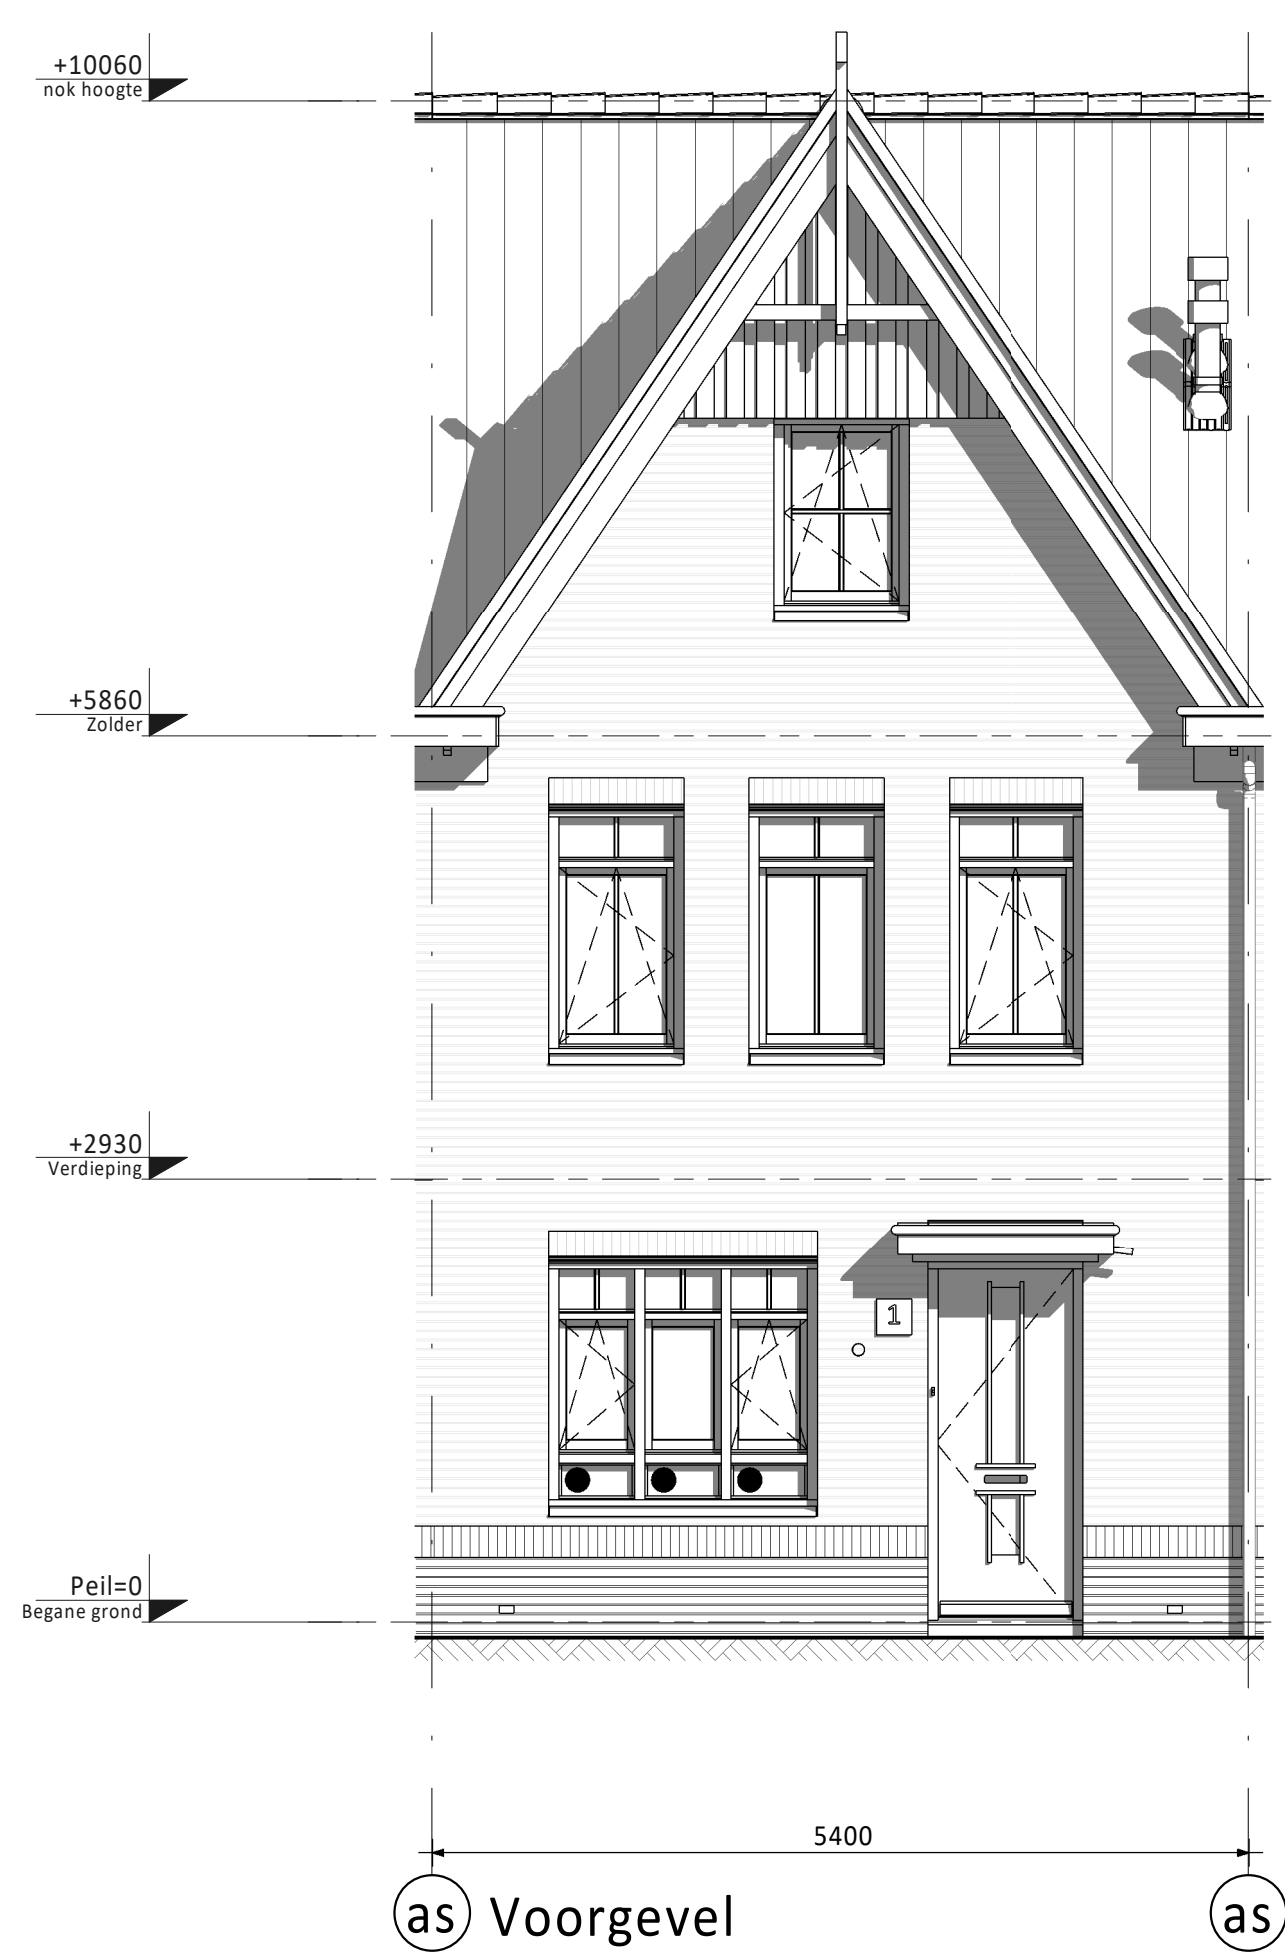 +10060
nok hoogte
+5860
Zolder
+2930
Verdieping
1
Peil=0
Begane grond
5400
as Voorgevel as